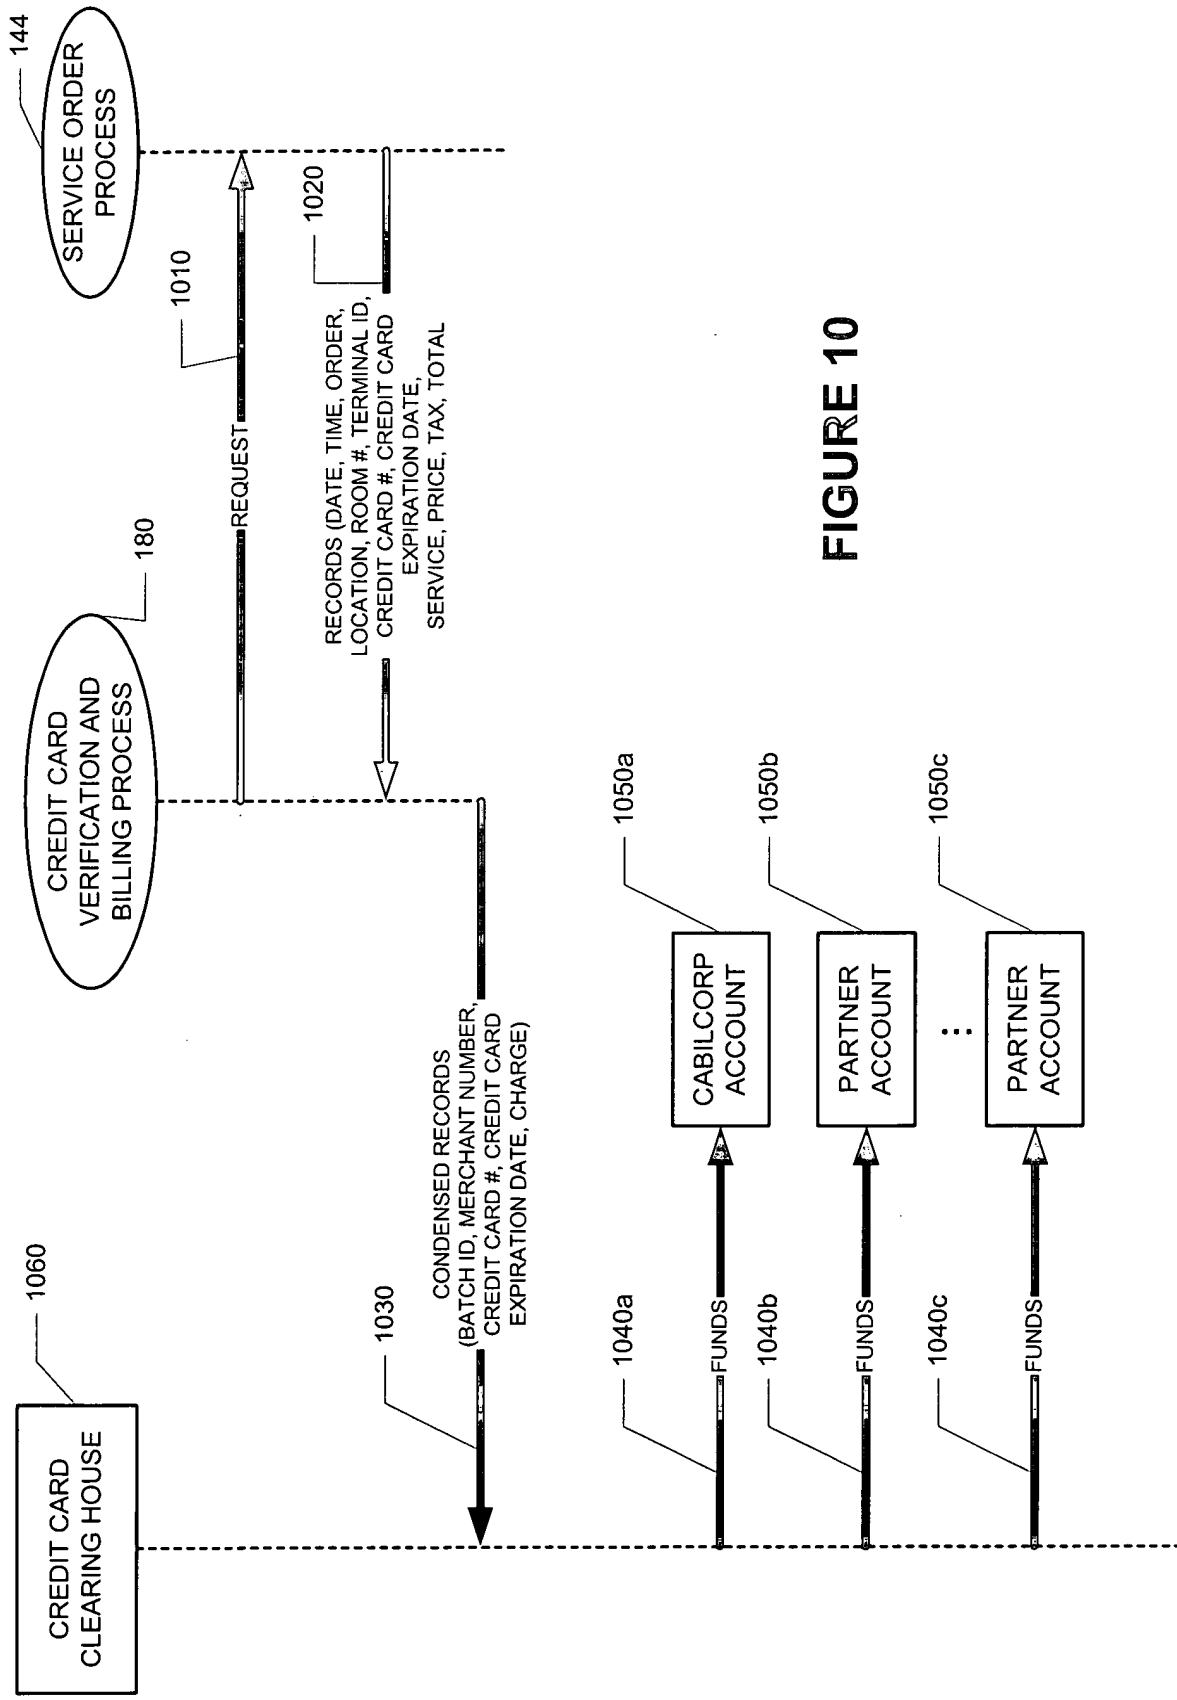 CREDIT CARD
CLEARING HOUSE
1060
CREDIT CARD
VERIFICATION AND
BILLING PROCESS
180
SERVICE ORDER
PROCESS
144
REQUEST
1010
RECORDS (DATE, TIME, ORDER,
LOCATION, ROOM #, TERMINAL ID,
CREDIT CARD #, CREDIT CARD
EXPIRATION DATE,
SERVICE, PRICE, TAX, TOTAL
1020
1030
CONDENSED RECORDS
(BATCH ID, MERCHANT NUMBER,
CREDIT CARD #, CREDIT CARD
EXPIRATION DATE, CHARGE)
1040a
FUNDS
CABILCORP
ACCOUNT
1050a
1040b
FUNDS
PARTNER
ACCOUNT
1050b
...
1040c
FUNDS
PARTNER
ACCOUNT
1050c
FIGURE 10